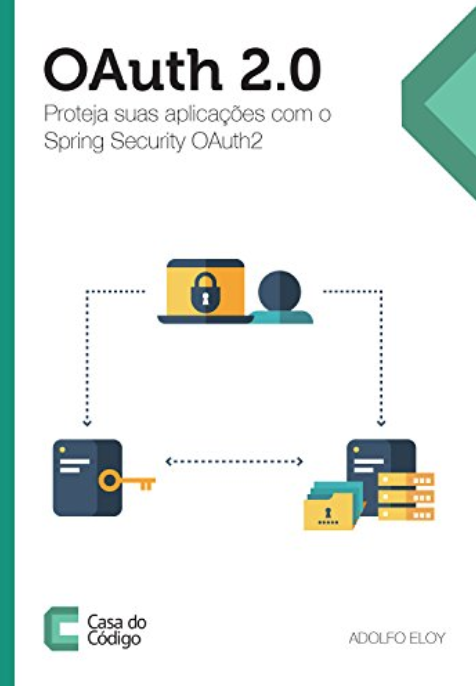 OAuth 2.0
Proteja suas aplicações com o
Spring Security OAuth2
Casa do
Código
ADOLFO ELOY